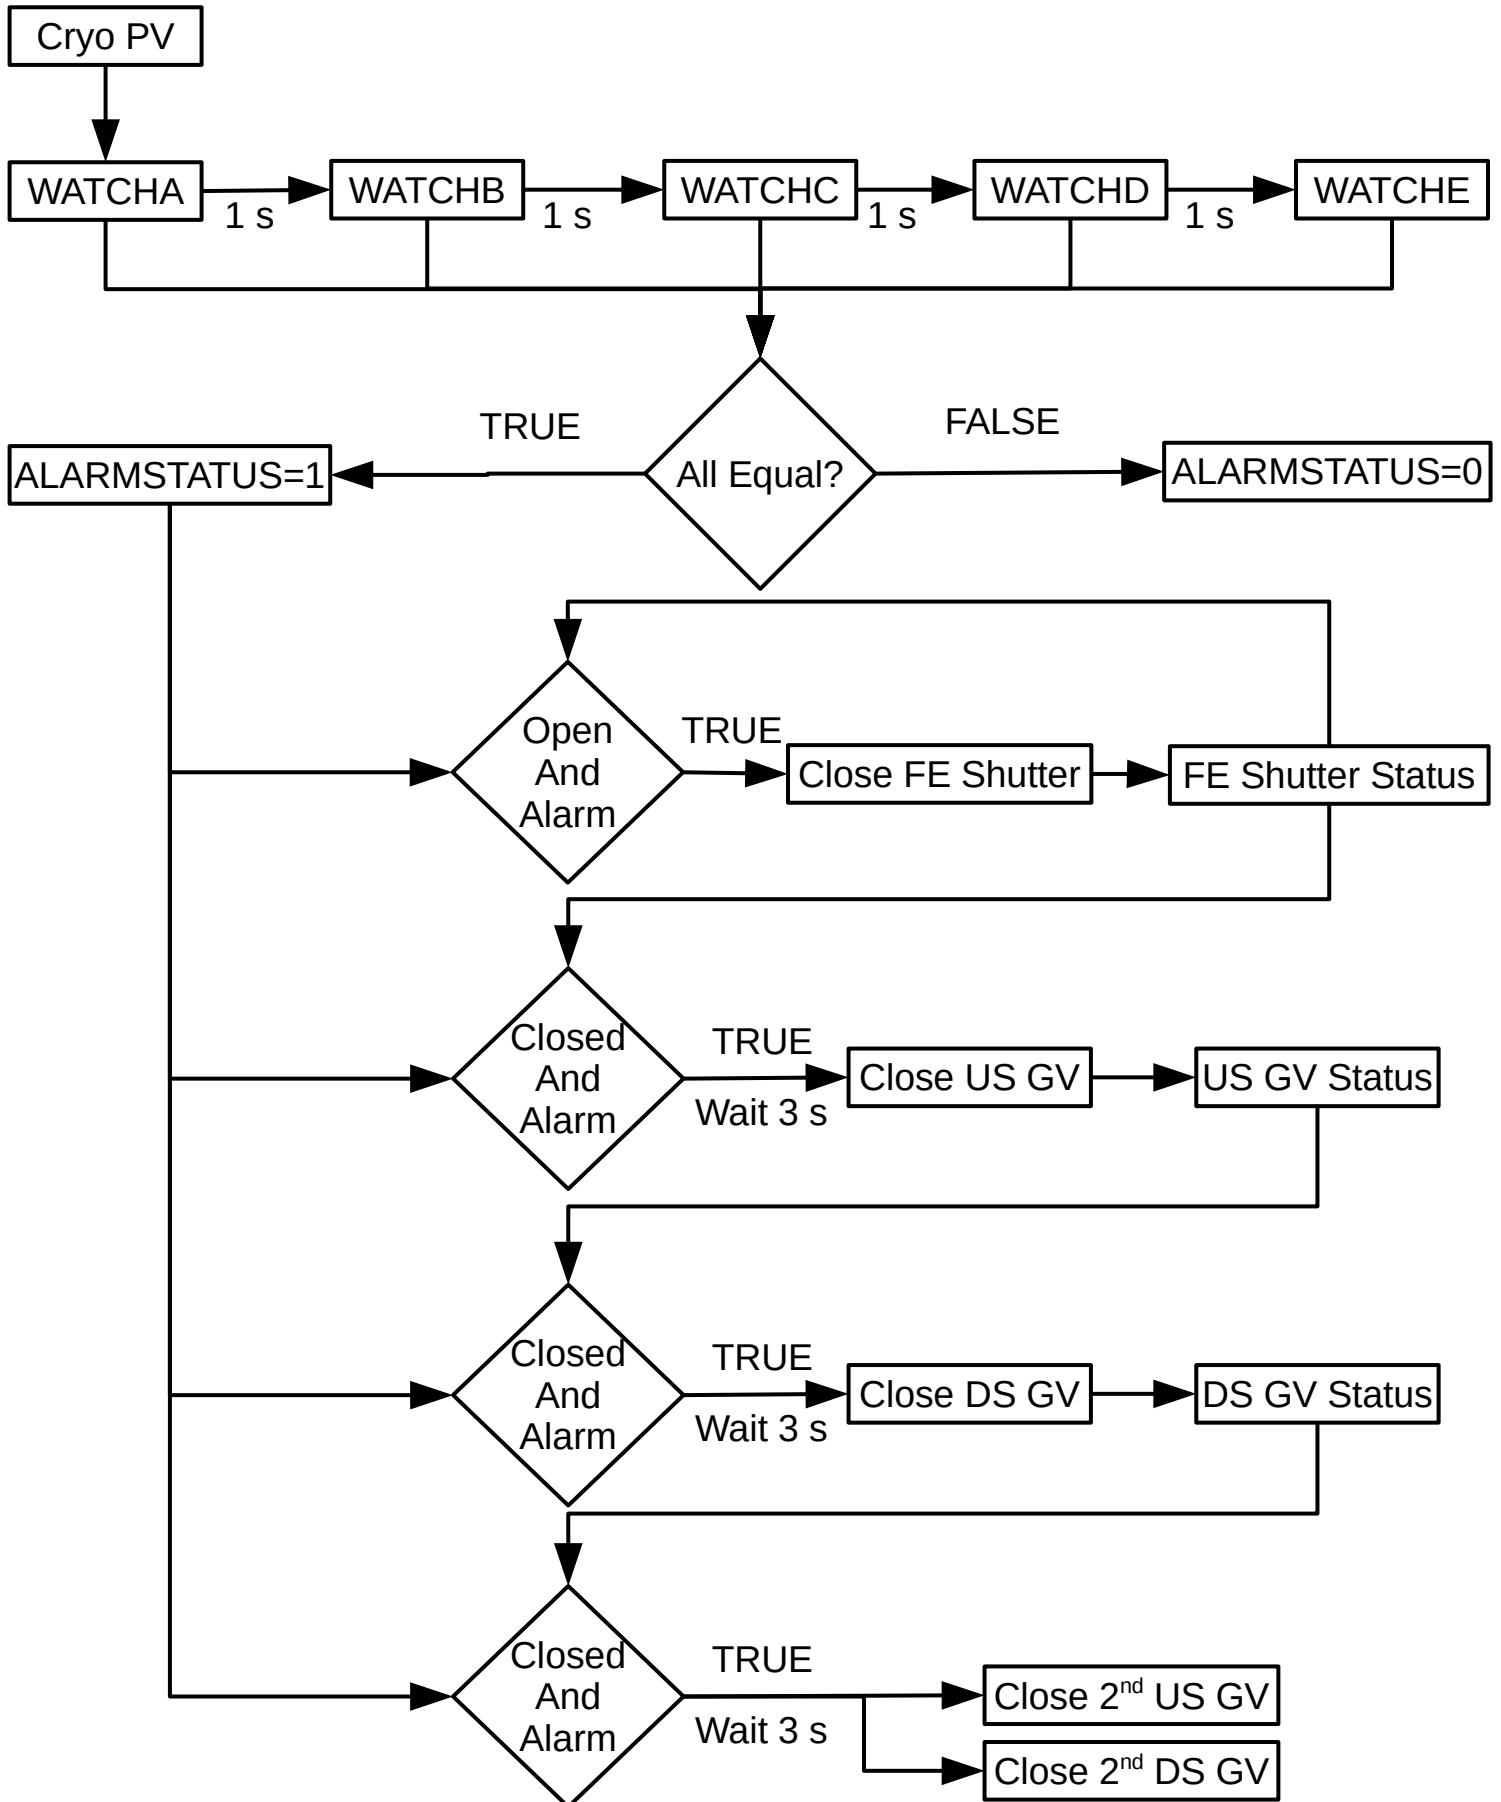 Cryo PV
WATCHA
WATCHB
WATCHC
WATCHD
WATCHE
1 s
1 s
1 s
1 s
TRUE
FALSE
ALARMSTATUS=1
All Equal?
ALARMSTATUS=0
Open
And
Alarm
TRUE
Close FE Shutter
FE Shutter Status
Closed
And
Alarm
TRUE
Wait 3 s
Close US GV
US GV Status
Closed
And
Alarm
TRUE
Wait 3 s
Close DS GV
DS GV Status
Closed
And
Alarm
TRUE
Wait 3 s
Close 2nd US GV
Close 2nd DS GV